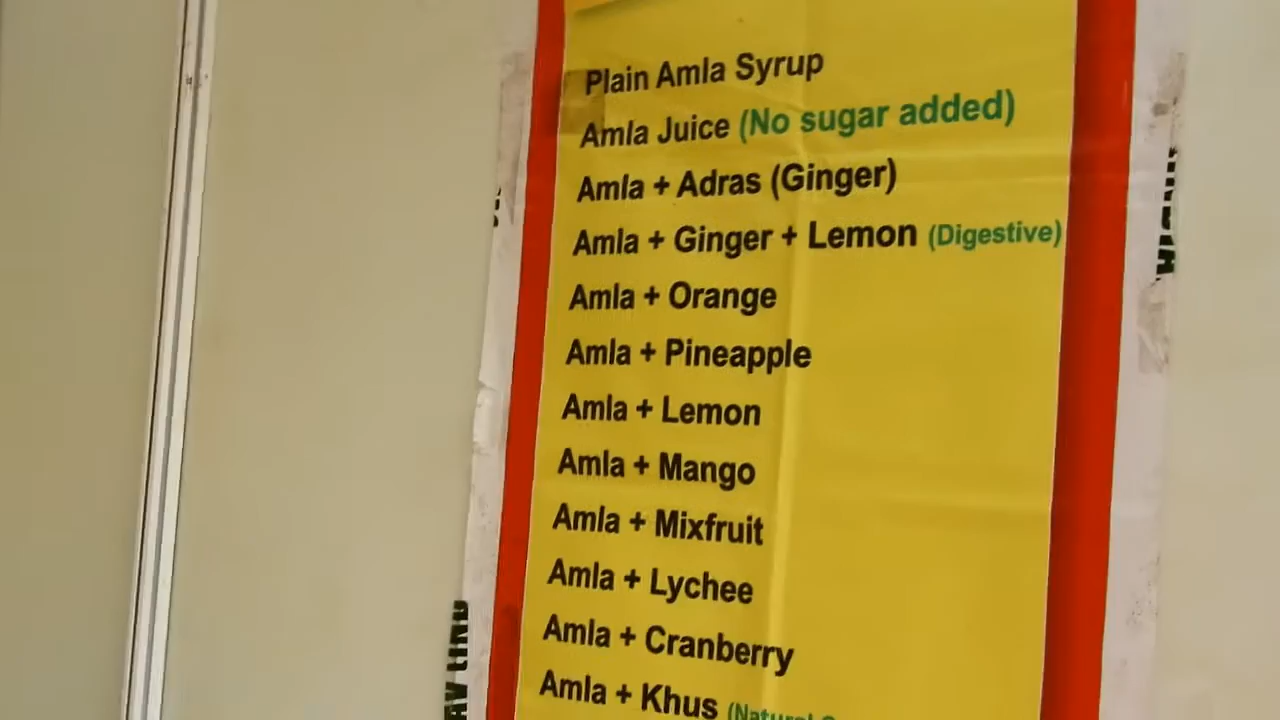 Plain Amla Syrup
Amla Juice (No sugar added)
Amla + Adras (Ginger)
Amla + Ginger + Lemon (Digestive)
Amla + Orange
Amla + Pineapple
Amla + Lemon
Amla + Mango
Amla + Mixfruit
Amla + Lychee
Amla + Cranberry
Amla + Khus (Natural